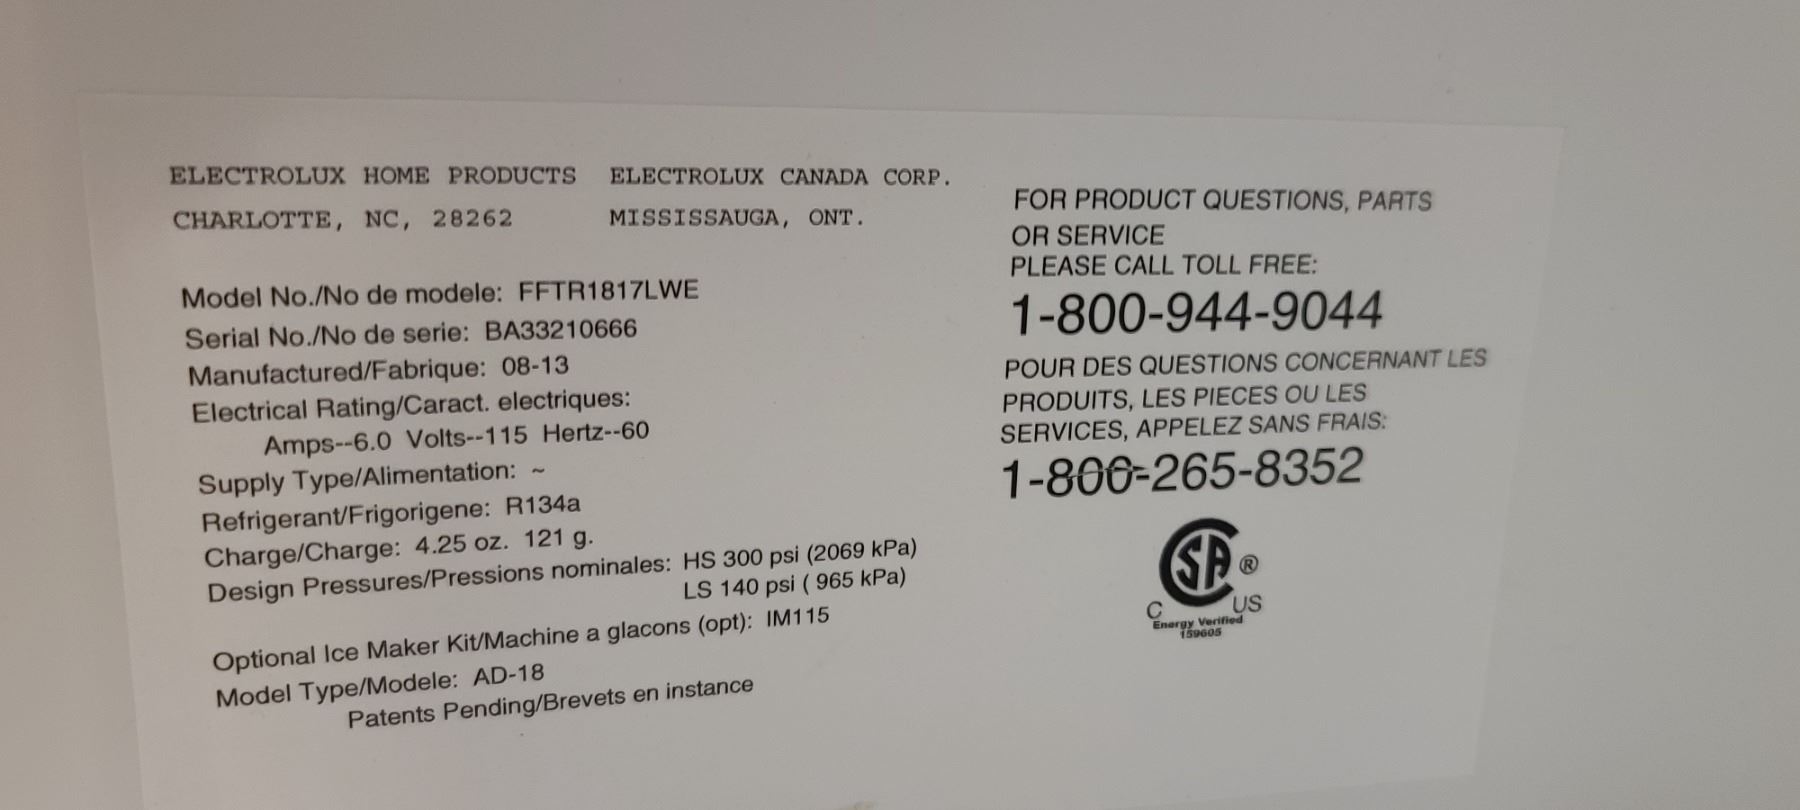 ELECTROLUX HOME PRODUCTS
CHARLOTTE, NC, 28262
ELECTROLUX CANADA CORP.
MISSISSAUGA, ONT.
Model No./No de modele: FFTR1817LWE
Serial No./No de serie: BA33210666
Manufactured/Fabrique: 08-13
Electrical Rating/Caract. electriques:
Amps--6.0 Volts--115 Hertz--60
Supply Type/Alimentation: ~
Refrigerant/Frigorigene: R134a
Charge/Charge: 4.25 oz. 121 g.
Design Pressures/Pressions nominales: HS 300 psi (2069 kPa)
LS 140 psi ( 965 kPa)
Optional Ice Maker Kit/Machine a glacons (opt): IM115
Model Type/Modele: AD-18
Patents Pending/Brevets en instance
FOR PRODUCT QUESTIONS, PARTS
OR SERVICE
PLEASE CALL TOLL FREE:
1-800-944-9044
POUR DES QUESTIONS CONCERNANT LES
PRODUITS, LES PIECES OU LES
SERVICES, APPELEZ SANS FRAIS:
1-800-265-8352
CSA ®
C US
Energy Verified
159605